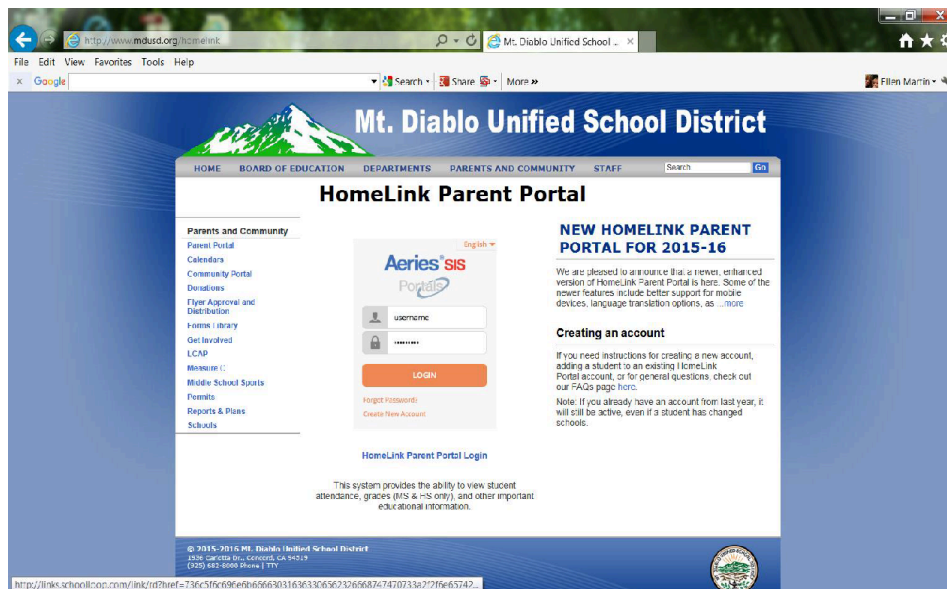 http://www.mdusd.org/homelink
Mt. Diablo Unified School ...
File Edit View Favorites Tools Help
x Google
Search
Share
More »
Ellen Martin
Mt. Diablo Unified School District
HOME BOARD OF EDUCATION DEPARTMENTS PARENTS AND COMMUNITY STAFF Search Go
HomeLink Parent Portal
Parents and Community
Parent Portal
Calendars
Community Portal
Donations
Flyer Approval and
Distribution
Forms Library
Get Involved
LCAP
Measure C
Middle School Sports
Permits
Reports & Plans
Schools
English
Aeries SIS
Portals
username
LOGIN
Forgot Password?
Create New Account
HomeLink Parent Portal Login
This system provides the ability to view student
attendance, grades (MS & HS only), and other important
educational information.
NEW HOMELINK PARENT
PORTAL FOR 2015-16
We are pleased to announce that a newer, enhanced
version of HomeLink Parent Portal is here. Some of the
newer features include better support for mobile
devices, language translation options, as ...more
Creating an account
If you need instructions for creating a new account,
adding a student to an existing HomeLink
Portal account, or for general questions, check out
our FAQs page here.
Note: If you already have an account from last year, it
will still be active, even if a student has changed
schools.
© 2015-2016 Mt. Diablo Unified School District
1936 Carlotta Dr., Concord, CA 94519
(925) 682-8000 Phone | TTY